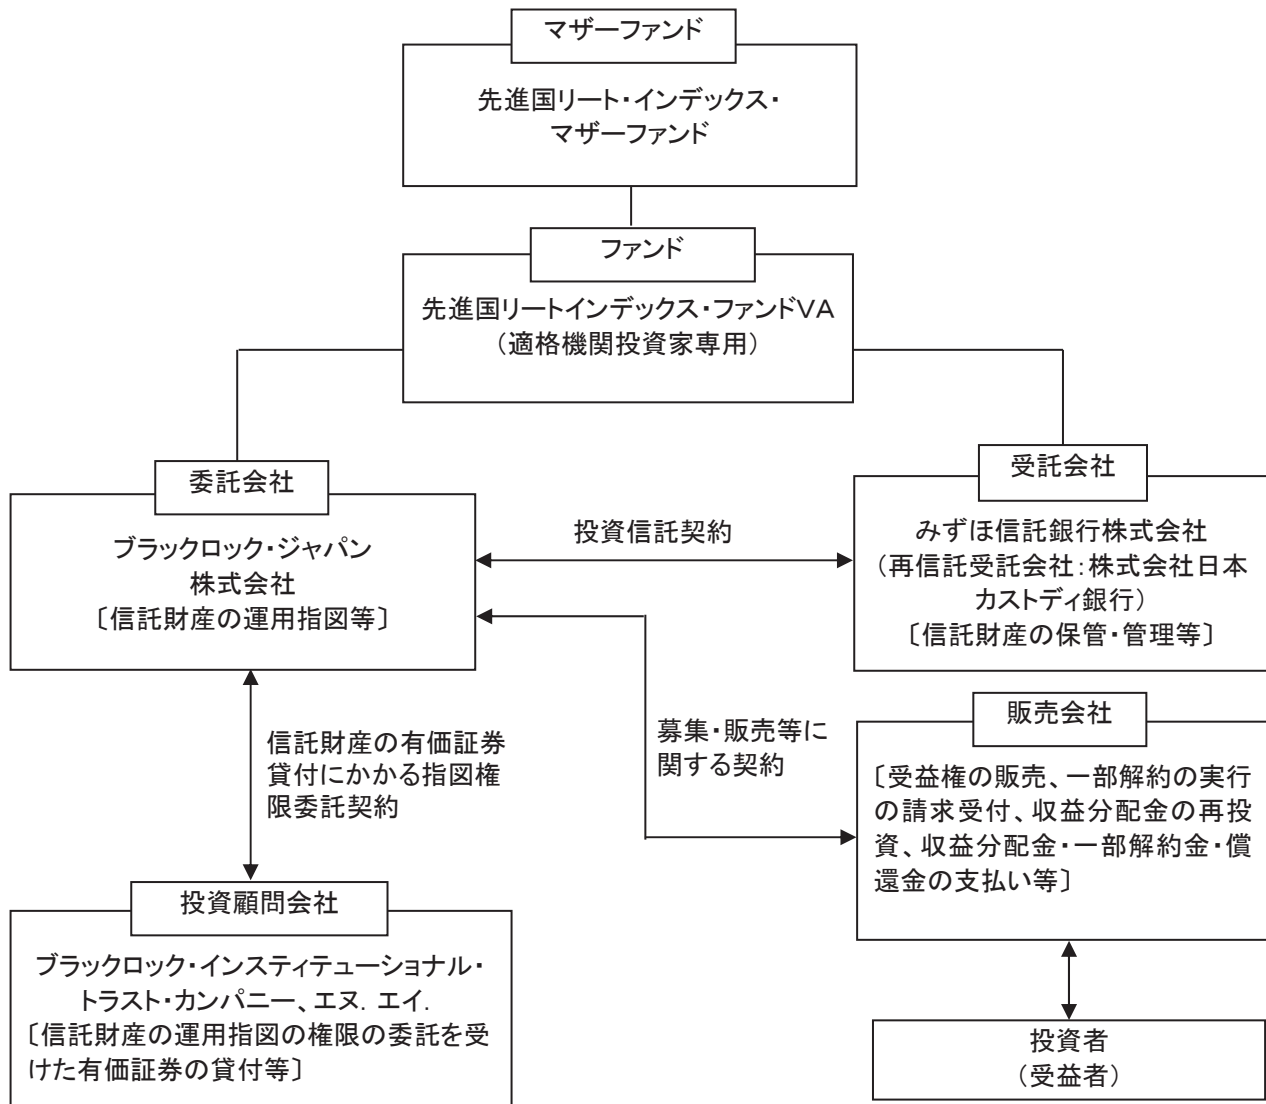 マザーファンド
先進国リート・インデックス・
マザーファンド
ファンド
先進国リートインデックス・ファンドVA
（適格機関投資家専用）
委託会社
ブラックロック・ジャパン
株式会社
〔信託財産の運用指図等〕
投資信託契約
受託会社
みずほ信託銀行株式会社
（再信託受託会社：株式会社日本
カストディ銀行）
〔信託財産の保管・管理等〕
信託財産の有価証券
貸付にかかる指図権
限委託契約
募集・販売等に
関する契約
販売会社
〔受益権の販売、一部解約の実行
の請求受付、収益分配金の再投
資、収益分配金・一部解約金・償
還金の支払い等〕
投資顧問会社
ブラックロック・インスティテューショナル・
トラスト・カンパニー、エヌ．エイ．
〔信託財産の運用指図の権限の委託を受
けた有価証券の貸付等〕
投資者
（受益者）